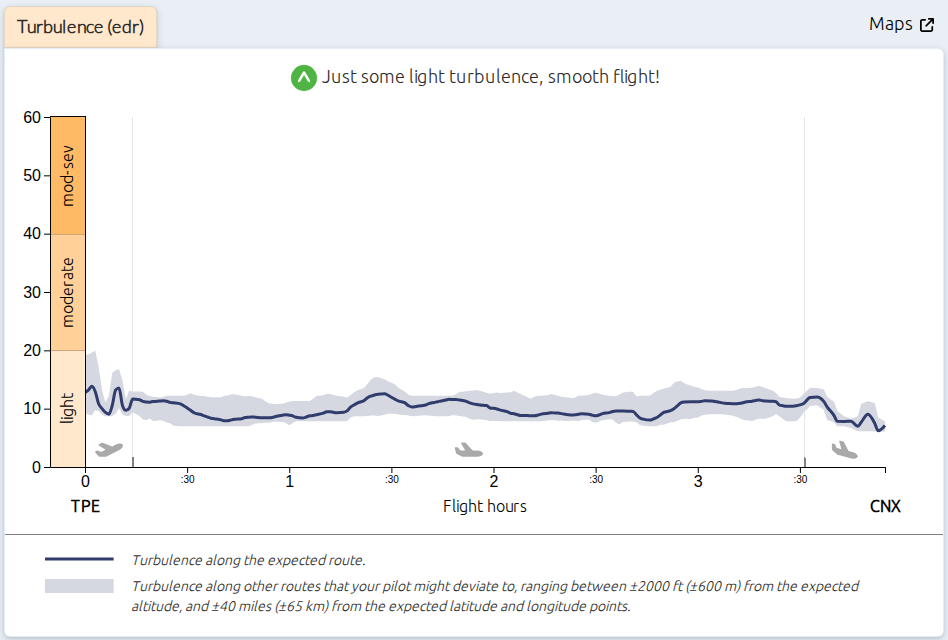 Turbulence (edr)
Maps
Just some light turbulence, smooth flight!
60
50
40
30
20
10
0
mod-sev
moderate
light
0 :30 1 :30 2 :30 3 :30
TPE Flight hours CNX
Turbulence along the expected route.
Turbulence along other routes that your pilot might deviate to, ranging between ±2000 ft (±600 m) from the expected
altitude, and ±40 miles (±65 km) from the expected latitude and longitude points.